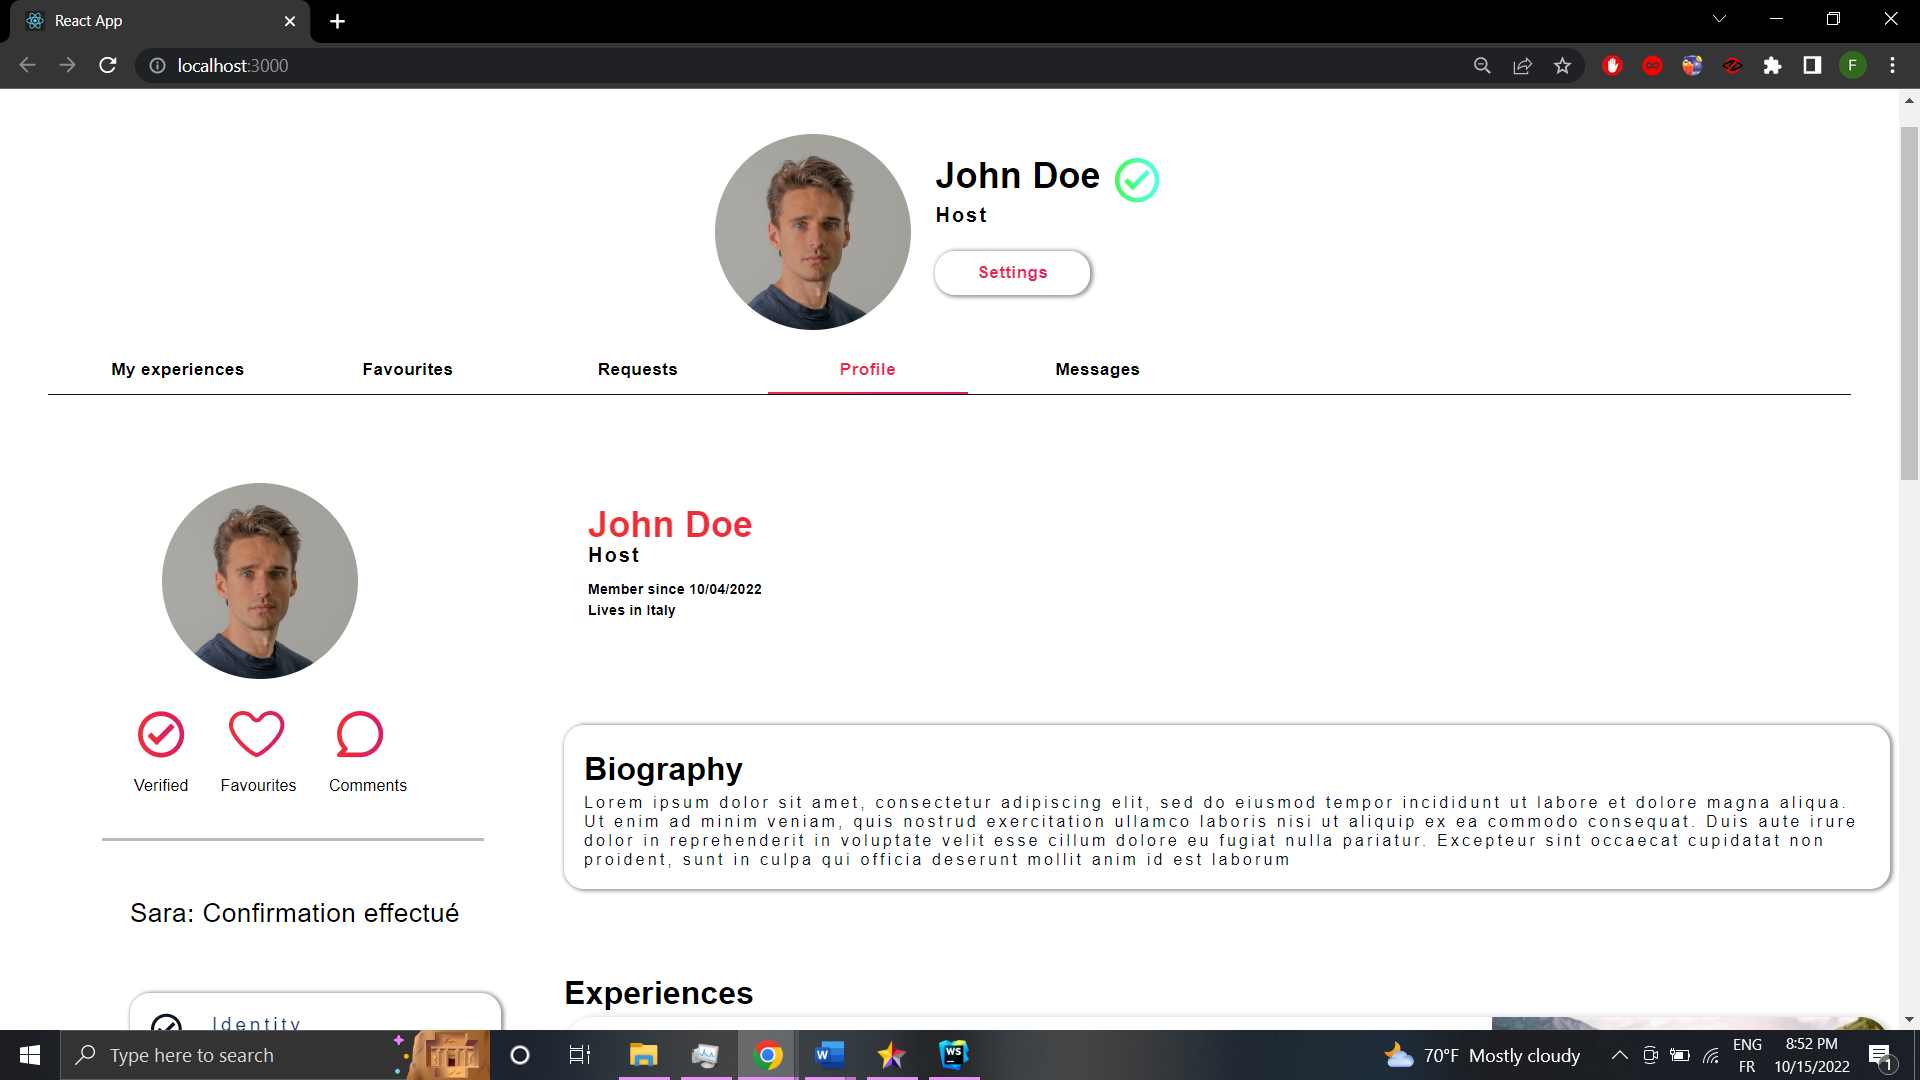 React App
localhost:3000
F
John Doe
Host
Settings
My experiences Favourites Requests Profile Messages
John Doe
Host
Member since 10/04/2022
Lives in Italy
Verified Favourites Comments
Biography
Lorem ipsum dolor sit amet, consectetur adipiscing elit, sed do eiusmod tempor incididunt ut labore et dolore magna aliqua.
Ut enim ad minim veniam, quis nostrud exercitation ullamco laboris nisi ut aliquip ex ea commodo consequat. Duis aute irure
dolor in reprehenderit in voluptate velit esse cillum dolore eu fugiat nulla pariatur. Excepteur sint occaecat cupidatat non
proident, sunt in culpa qui officia deserunt mollit anim id est laborum
Sara: Confirmation effectué
Experiences
Identity
Type here to search
W
WS
70°F Mostly cloudy
ENG
FR
8:52 PM
10/15/2022
1